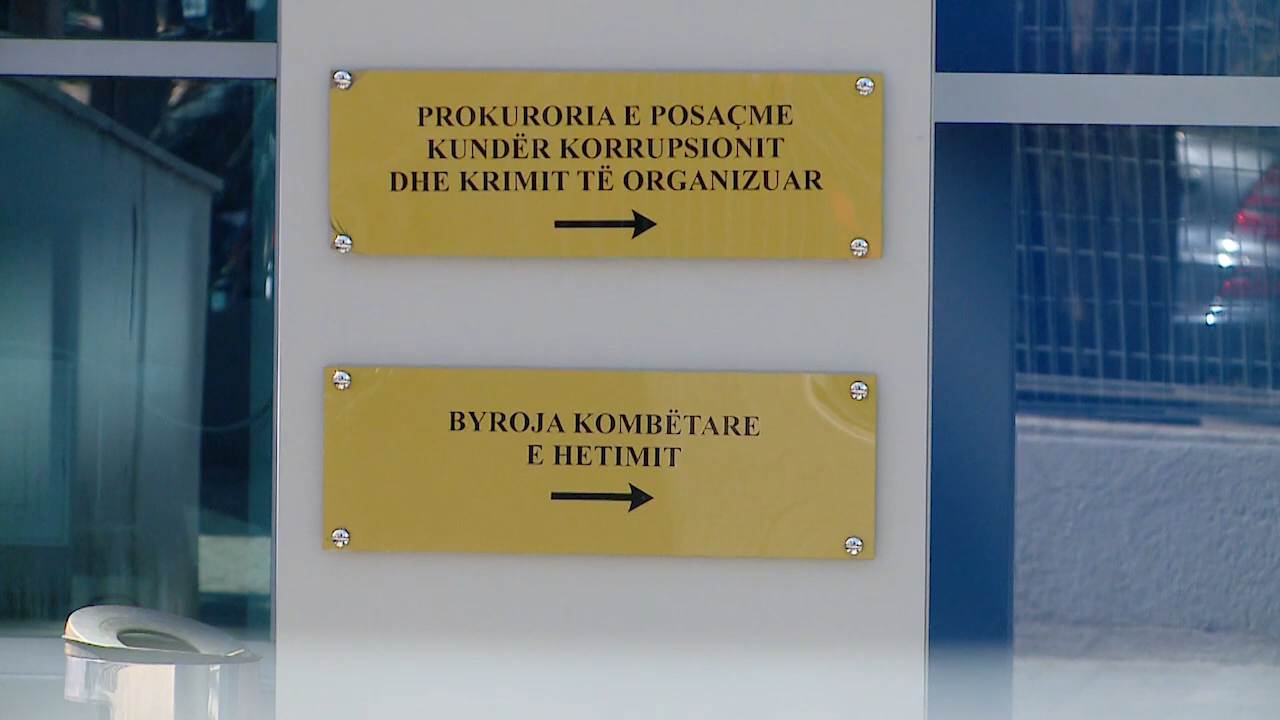 PROKURORIA E POSAÇME
KUNDËR KORRUPSIONIT
DHE KRIMIT TË ORGANIZUAR
BYROJA KOMBËTARE
E HETIMIT